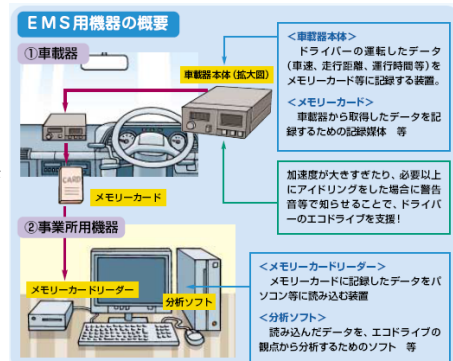 EMS用機器の概要
①車載器
車載器本体(拡大図)
<車載器本体>
ドライバーの運転したデータ
(車速、走行距離、運行時間等)を
メモリーカード等に記録する装置。
<メモリーカード>
車載器から取得したデータを記
録するための記録媒体 等
CARD
メモリーカード
加速度が大きすぎたり、必要以上
にアイドリングをした場合に警告
音等で知らせることで、ドライバ
ーのエコドライブを支援!
②事業所用機器
メモリーカードリーダー
分析ソフト
<メモリーカードリーダー>
メモリーカードに記録したデータをパ
ソコン等に読み込む装置
<分析ソフト>
読み込んだデータを、エコドライブの
観点から分析するためのソフト 等